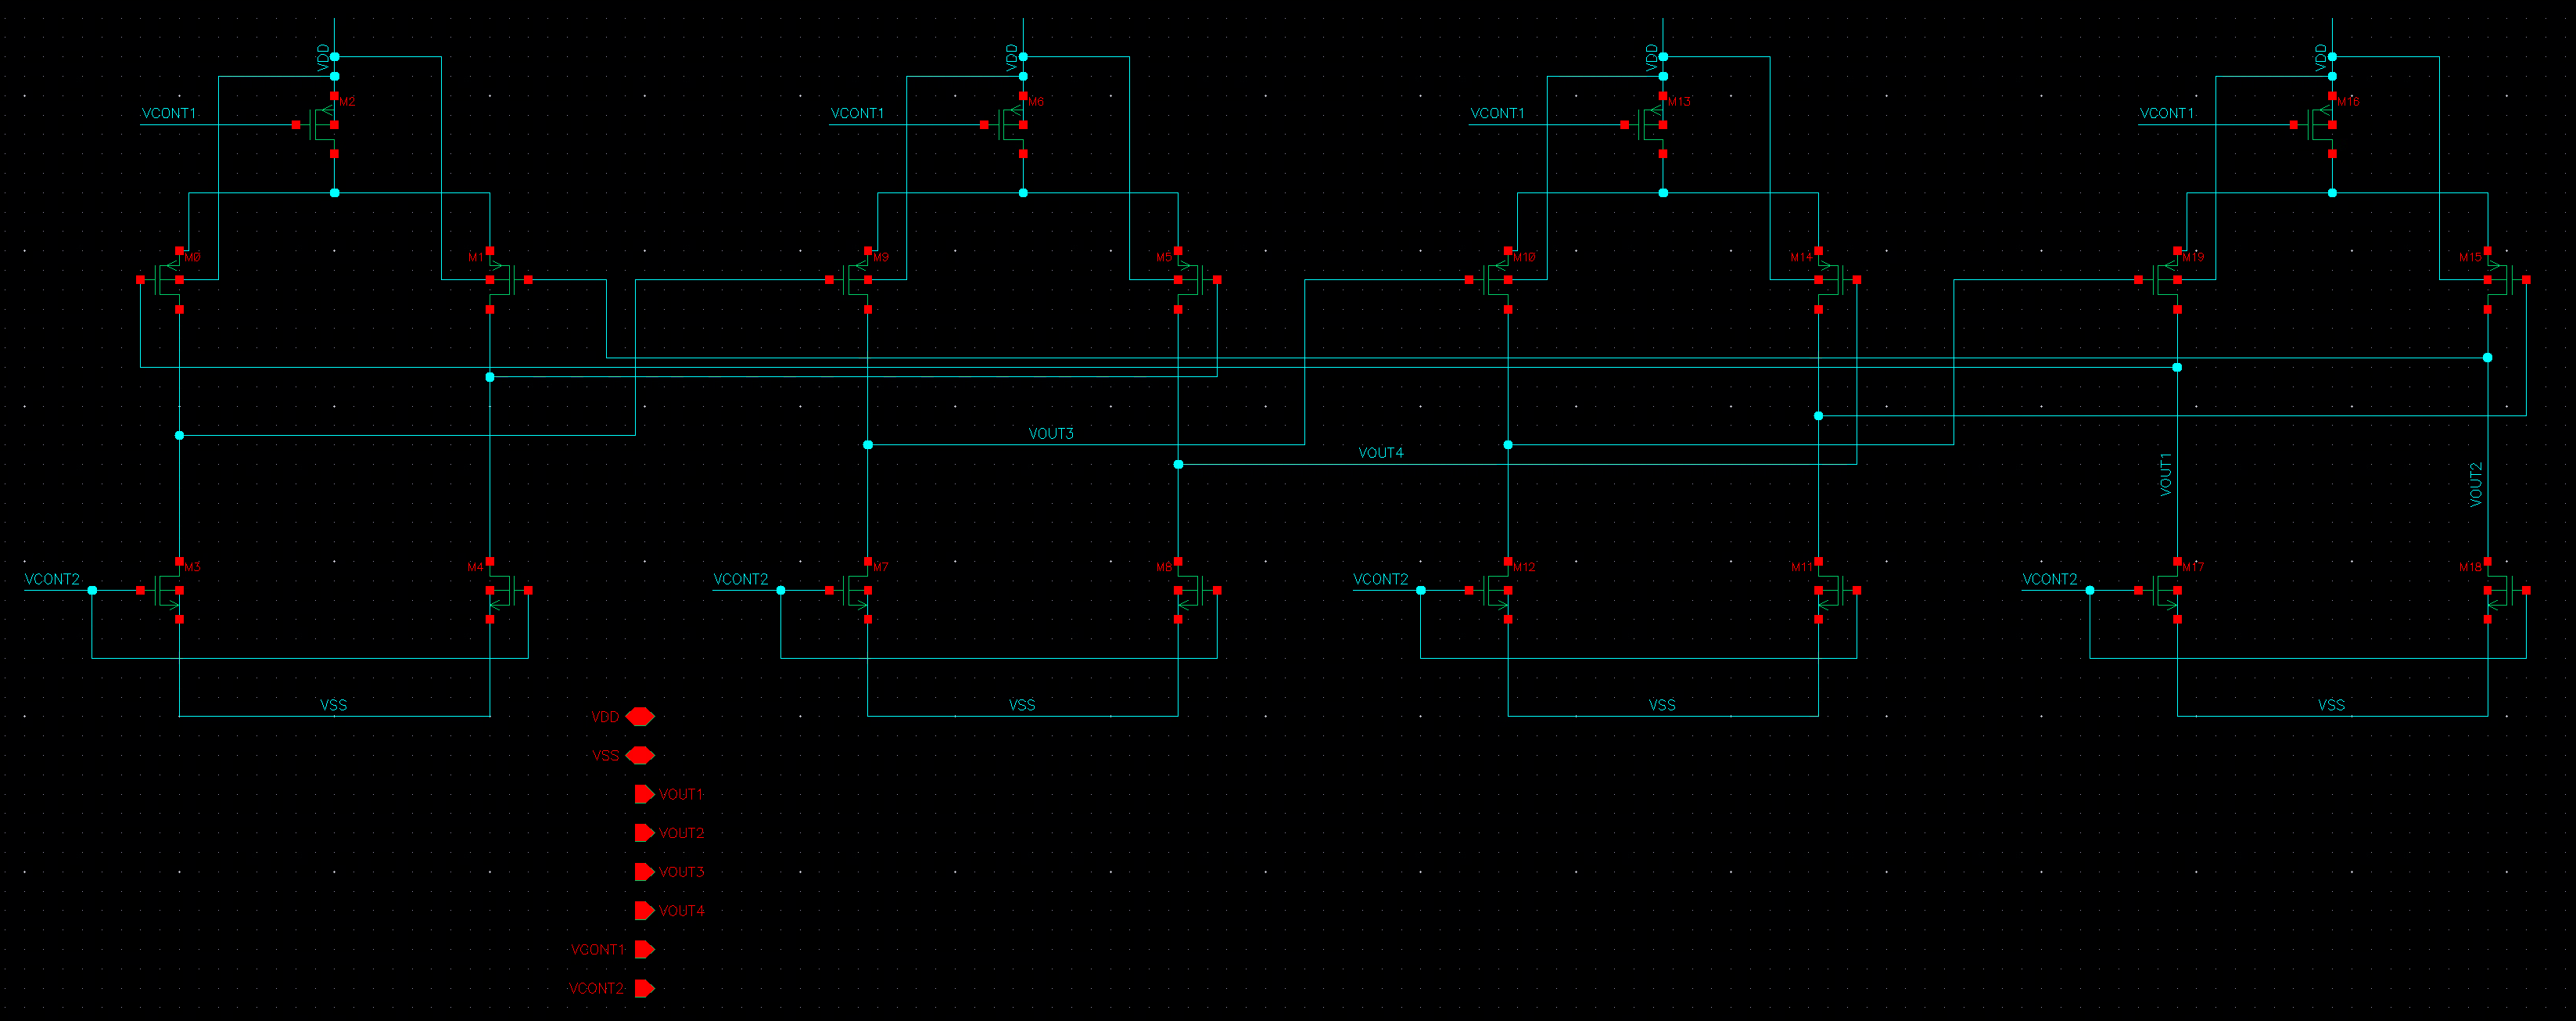 VDD
VDD
VDD
VDD
M2
M6
M13
M16
VCONT1
VCONT1
VCONT1
VCONT1
M0
M1
M9
M5
M10
M14
M19
M15
VOUT3
VOUT4
VOUT1
VOUT2
M3
M4
M7
M8
M12
M11
M17
M18
VCONT2
VCONT2
VCONT2
VCONT2
VSS
VSS
VSS
VSS
VDD
VSS
VOUT1
VOUT2
VOUT3
VOUT4
VCONT1
VCONT2